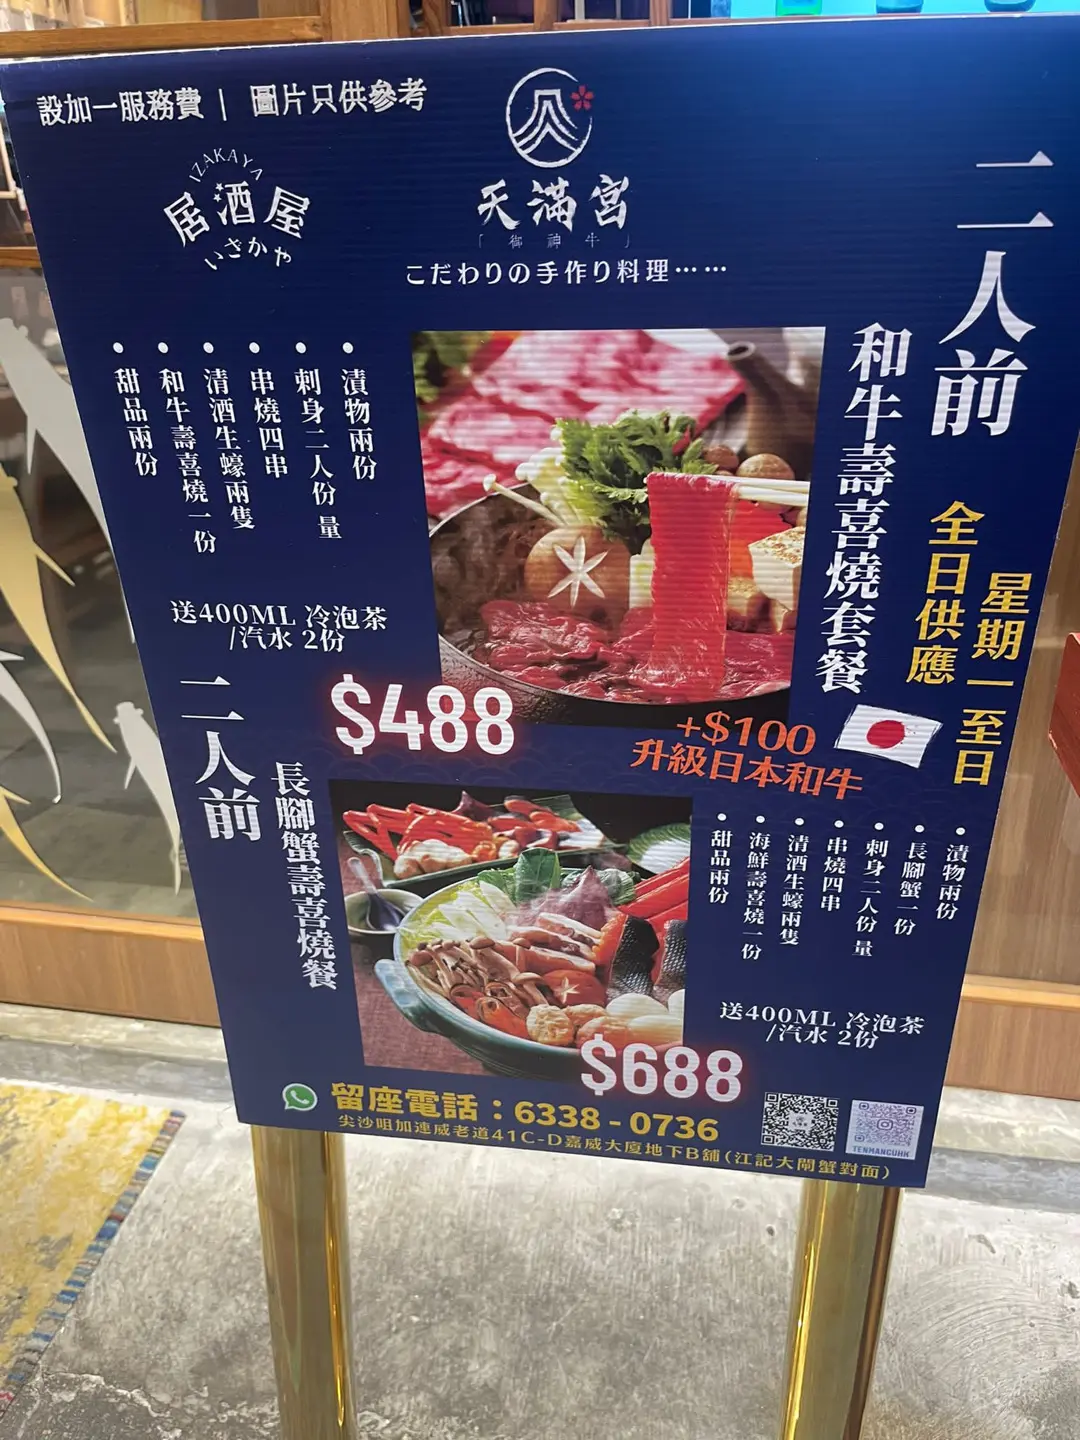 設加一服務費 | 圖片只供參考
IZAKAYA
居酒屋
いざかや
天滿宮
「御神牛」
こだわりの手作り料理⋯⋯
二人前
和牛壽喜燒套餐
星期一至日
全日供應
• 漬物兩份
• 刺身二人份量
• 串燒四串
• 清酒生蠔兩隻
• 和牛壽喜燒一份
• 甜品兩份
送400ML 冷泡茶
/汽水 2份
$488
+$100
升級日本和牛
二人前
長腳蟹壽喜燒餐
• 漬物兩份
• 長腳蟹一份
• 刺身二人份量
• 串燒四串
• 清酒生蠔兩隻
• 海鮮壽喜燒一份
• 甜品兩份
送400ML 冷泡茶
/汽水 2份
$688
留座電話：6338-0736
尖沙咀加連威老道41C-D嘉威大廈地下B舖(江記大閘蟹對面)
TENMANGUHK